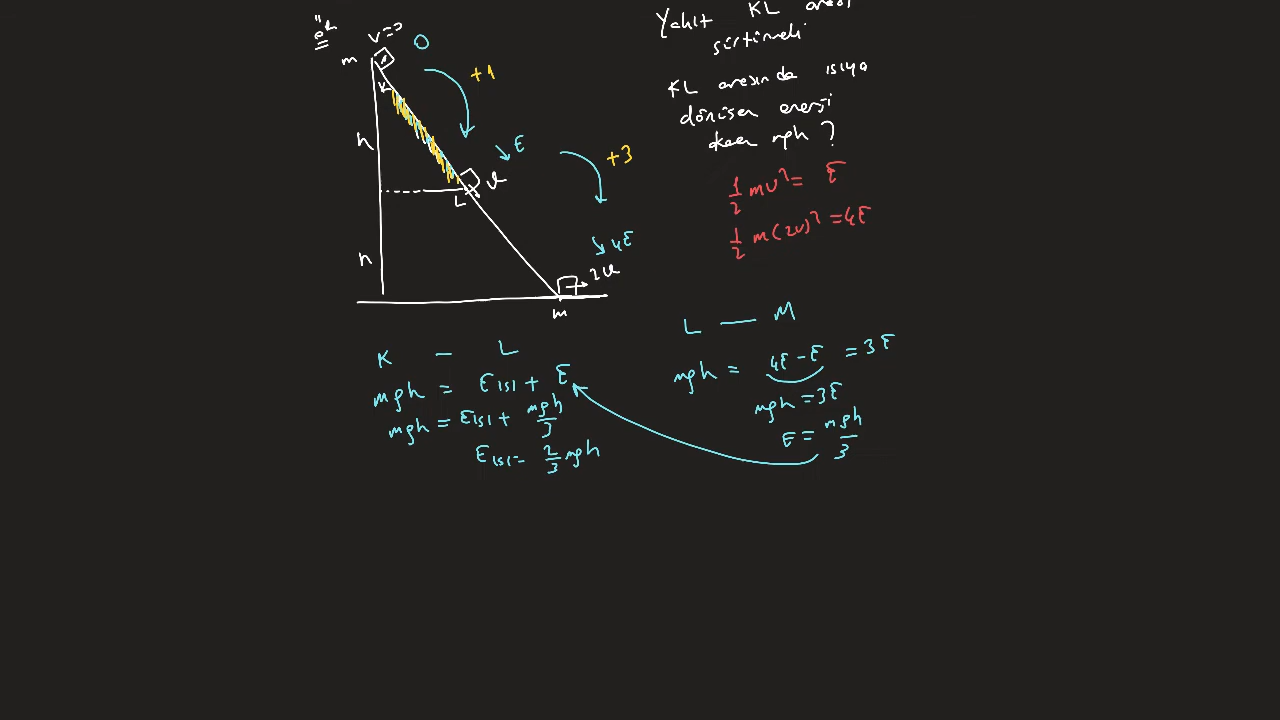 ör
v=0
m
0
+1
K
h
E
+3
v
L
h
4E
2v
m
Yalnız KL arası
sürtünmeli
KL arasında ısıya
dönüşen enerji
kaç mgh ?
1/2 mv² = E
1/2 m(2v)² = 4E
K — L
mgh = Eısı + E
mgh = Eısı + mgh/3
Eısı = 2/3 mgh
L — M
mgh = 4E - E = 3E
mgh = 3E
E = mgh/3